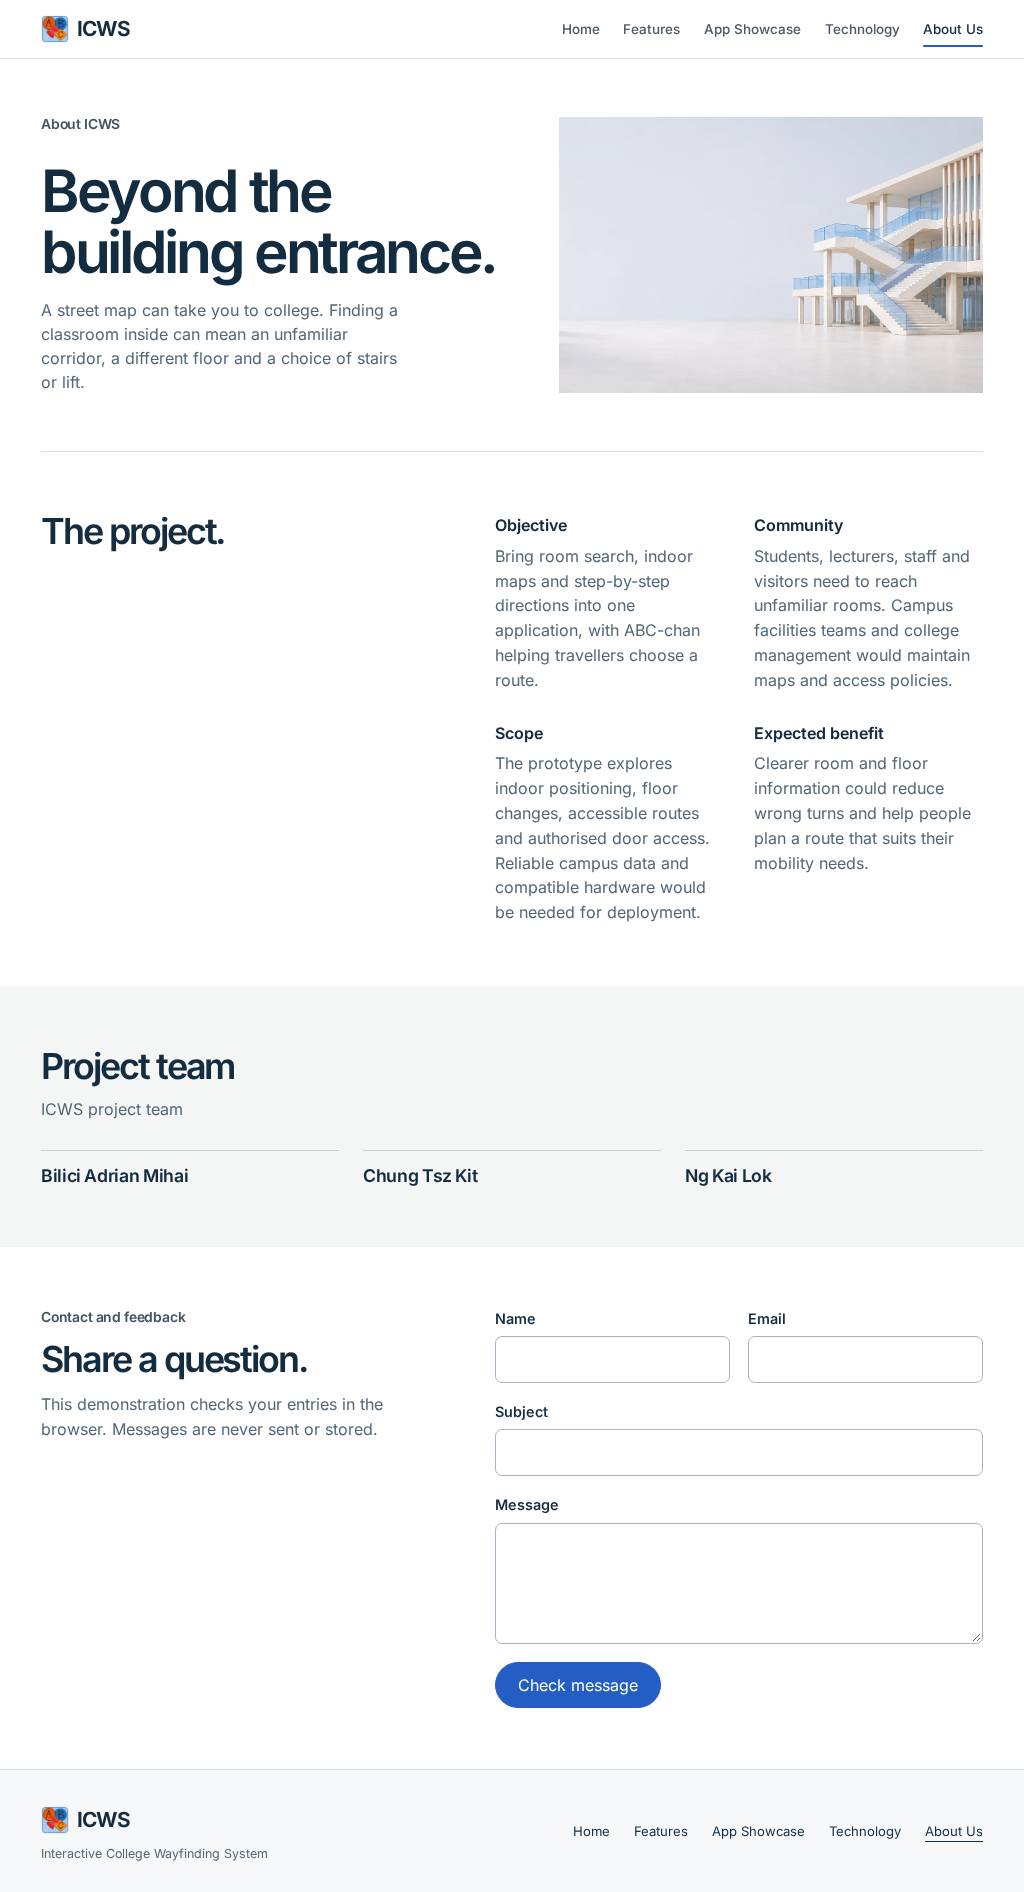 ICWS
Home
Features
App Showcase
Technology
About Us
About ICWS
Beyond the
building entrance.
A street map can take you to college. Finding a
classroom inside can mean an unfamiliar
corridor, a different floor and a choice of stairs
or lift.
The project.
Objective
Bring room search, indoor
maps and step-by-step
directions into one
application, with ABC-chan
helping travellers choose a
route.
Community
Students, lecturers, staff and
visitors need to reach
unfamiliar rooms. Campus
facilities teams and college
management would maintain
maps and access policies.
Scope
The prototype explores
indoor positioning, floor
changes, accessible routes
and authorised door access.
Reliable campus data and
compatible hardware would
be needed for deployment.
Expected benefit
Clearer room and floor
information could reduce
wrong turns and help people
plan a route that suits their
mobility needs.
Project team
ICWS project team
Bilici Adrian Mihai
Chung Tsz Kit
Ng Kai Lok
Contact and feedback
Share a question.
This demonstration checks your entries in the
browser. Messages are never sent or stored.
Name
Email
Subject
Message
Check message
ICWS
Interactive College Wayfinding System
Home
Features
App Showcase
Technology
About Us